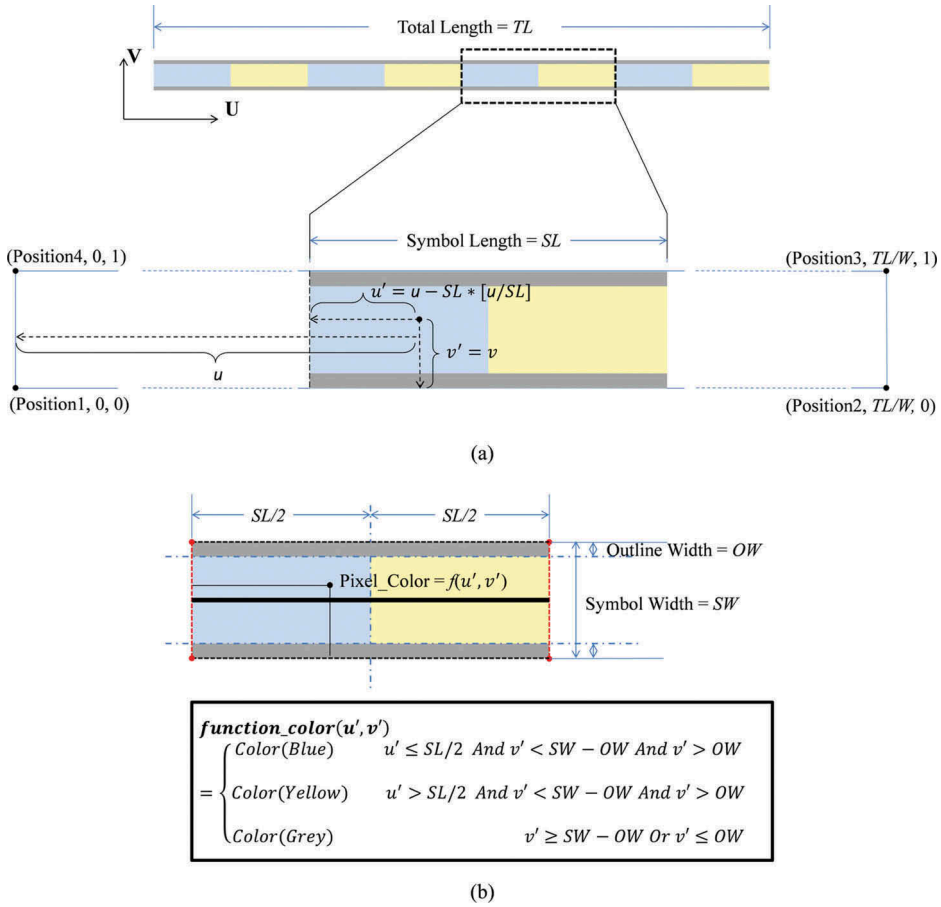 Total Length = TL
V
U
Symbol Length = SL
(Position4, 0, 1)
(Position3, TL/W, 1)
u′ = u − SL * [u/SL]
v′ = v
u
(Position1, 0, 0)
(Position2, TL/W, 0)
(a)
SL/2
SL/2
Outline Width = OW
Pixel_Color = f(u′, v′)
Symbol Width = SW
function_color(u′, v′)
Color(Blue) u′ ≤ SL/2 And v′ < SW − OW And v′ > OW
= { Color(Yellow) u′ > SL/2 And v′ < SW − OW And v′ > OW
Color(Grey) v′ ≥ SW − OW Or v′ ≤ OW
(b)